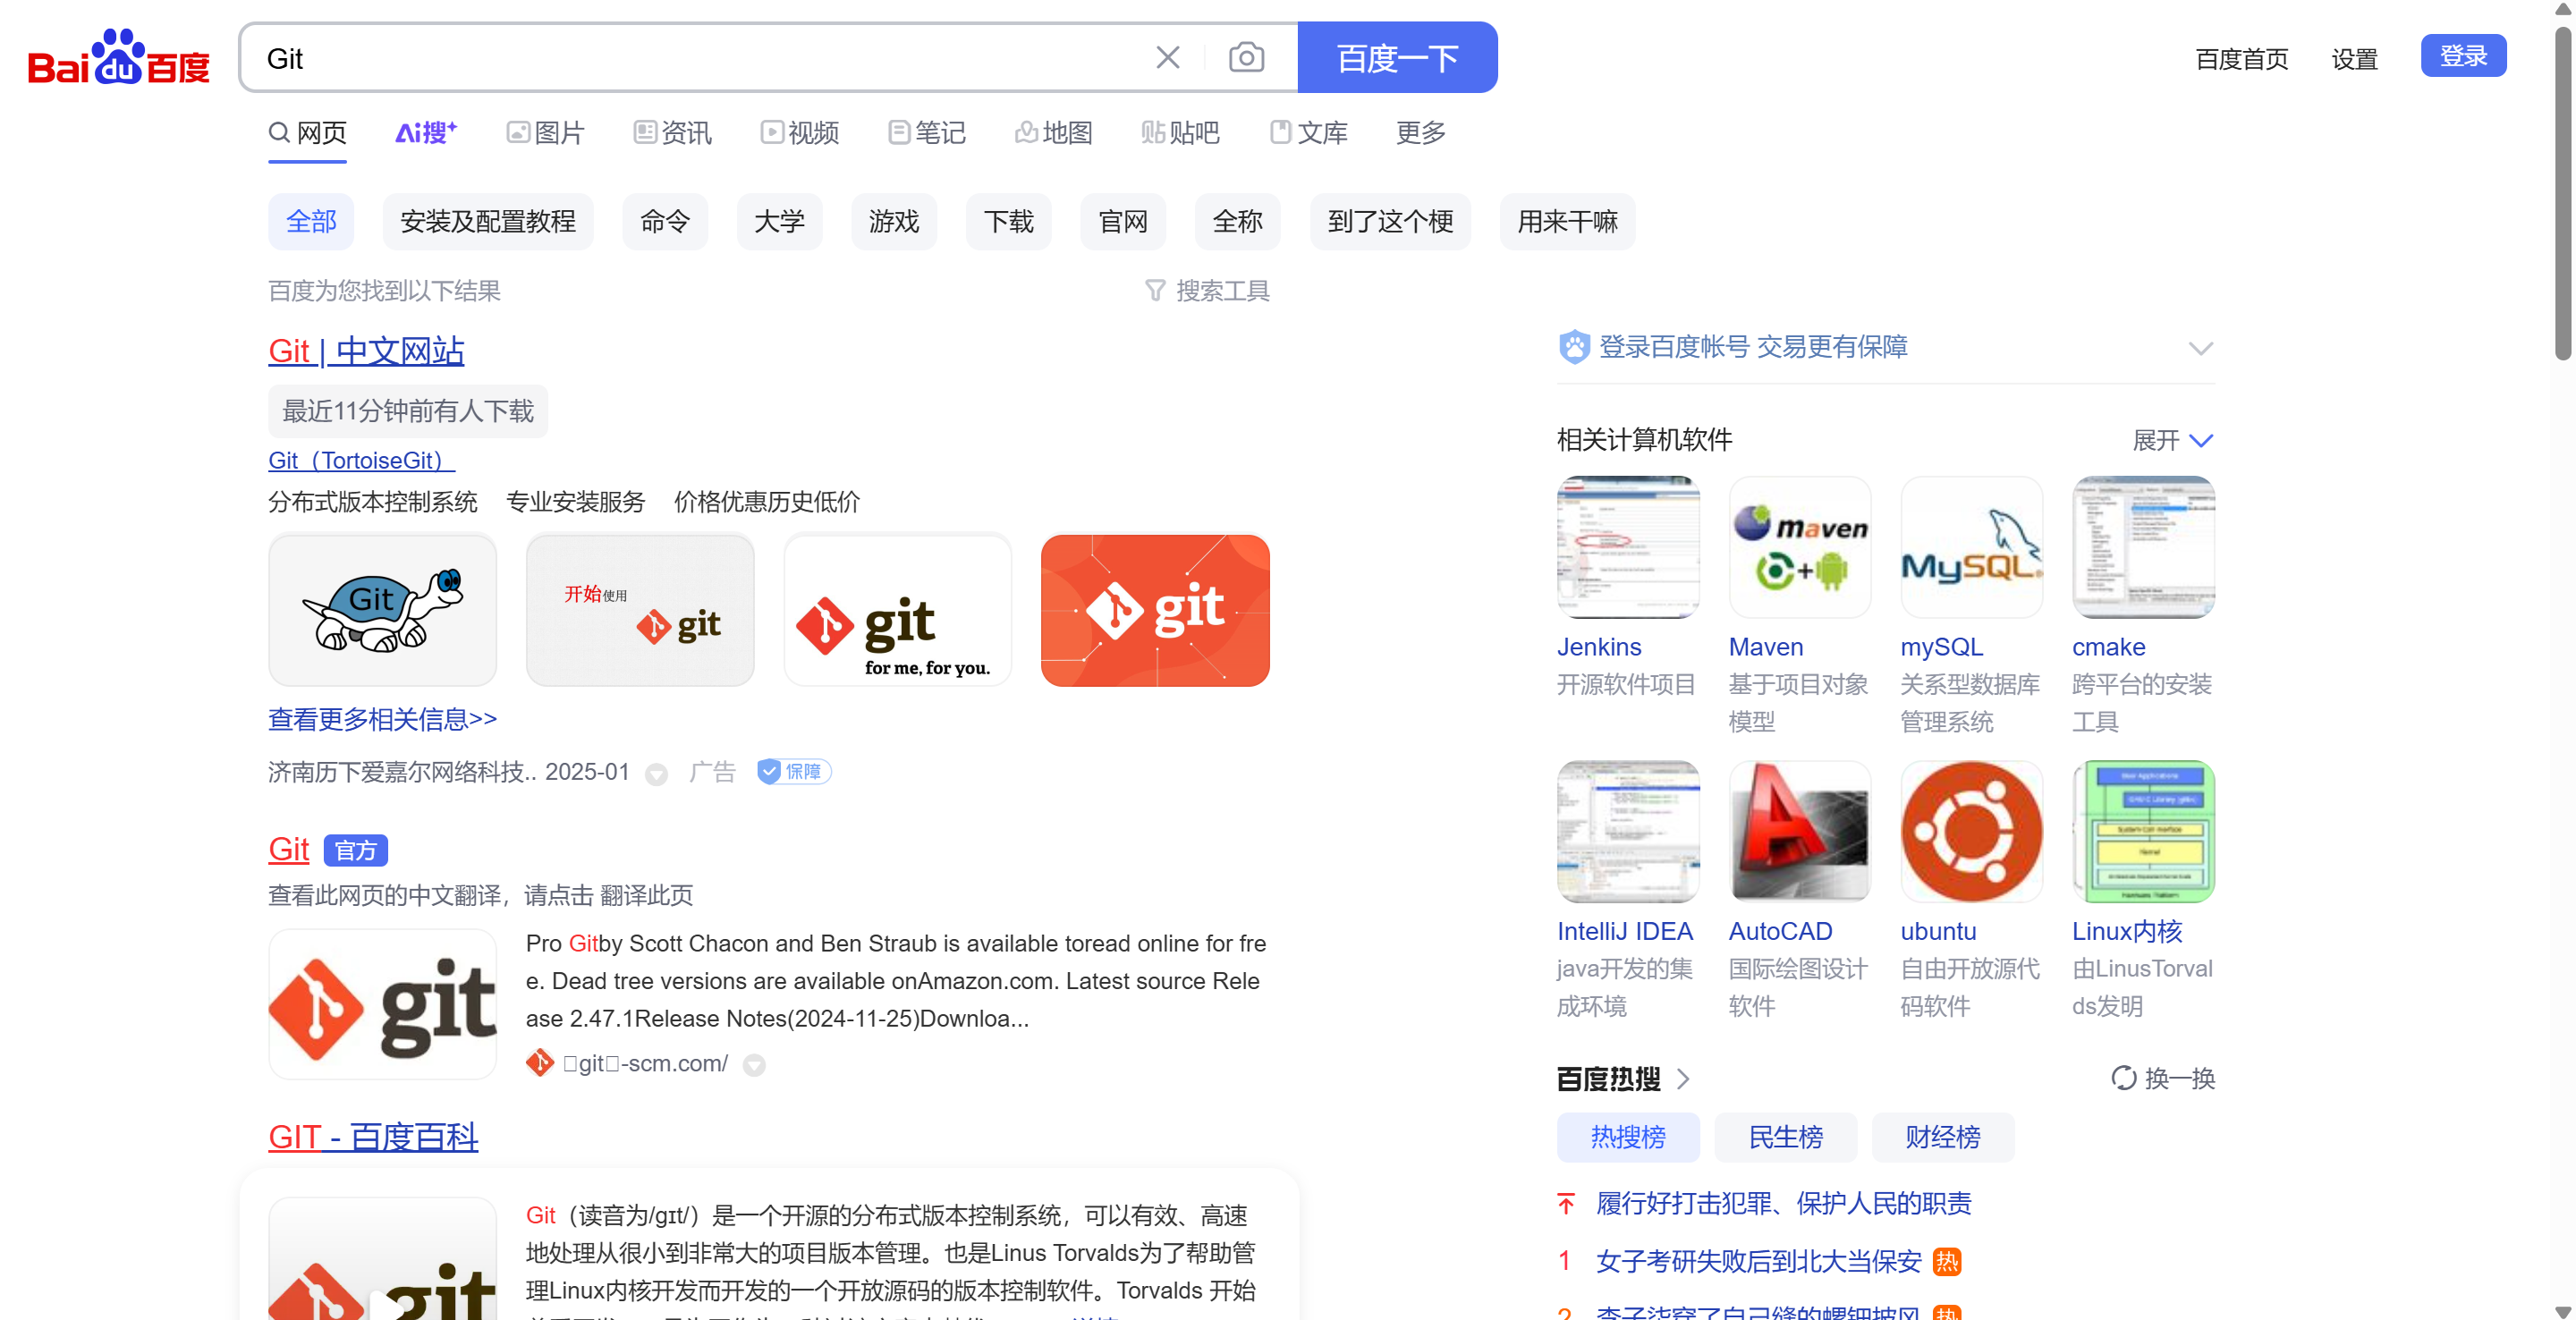 Bai du 百度
Git
百度一下
百度首页
设置
登录
网页
Ai搜
图片
资讯
视频
笔记
地图
贴 贴吧
文库
更多
全部
安装及配置教程
命令
大学
游戏
下载
官网
全称
到了这个梗
用来干嘛
百度为您找到以下结果
搜索工具
Git | 中文网站
最近11分钟前有人下载
Git（TortoiseGit）
分布式版本控制系统 专业安装服务 价格优惠历史低价
Git
开始使用
git
git
for me, for you.
git
查看更多相关信息>>
济南历下爱嘉尔网络科技.. 2025-01
广告
保障
Git 官方
查看此网页的中文翻译，请点击 翻译此页
git
Pro Gitby Scott Chacon and Ben Straub is available toread online for fre
e. Dead tree versions are available onAmazon.com. Latest source Rele
ase 2.47.1Release Notes(2024-11-25)Downloa...
git-scm.com/
GIT - 百度百科
git
Git（读音为/gɪt/）是一个开源的分布式版本控制系统，可以有效、高速
地处理从很小到非常大的项目版本管理。也是Linus Torvalds为了帮助管
理Linux内核开发而开发的一个开放源码的版本控制软件。Torvalds 开始
登录百度帐号 交易更有保障
相关计算机软件
展开
maven
MySQL
Jenkins
开源软件项目
Maven
基于项目对象
模型
mySQL
关系型数据库
管理系统
cmake
跨平台的安装
工具
IntelliJ IDEA
java开发的集
成环境
AutoCAD
国际绘图设计
软件
ubuntu
自由开放源代
码软件
Linux内核
由LinusTorval
ds发明
百度热搜
换一换
热搜榜
民生榜
财经榜
履行好打击犯罪、保护人民的职责
1 女子考研失败后到北大当保安 热
2 李子柒穿了自己缝的螺钿披风 热